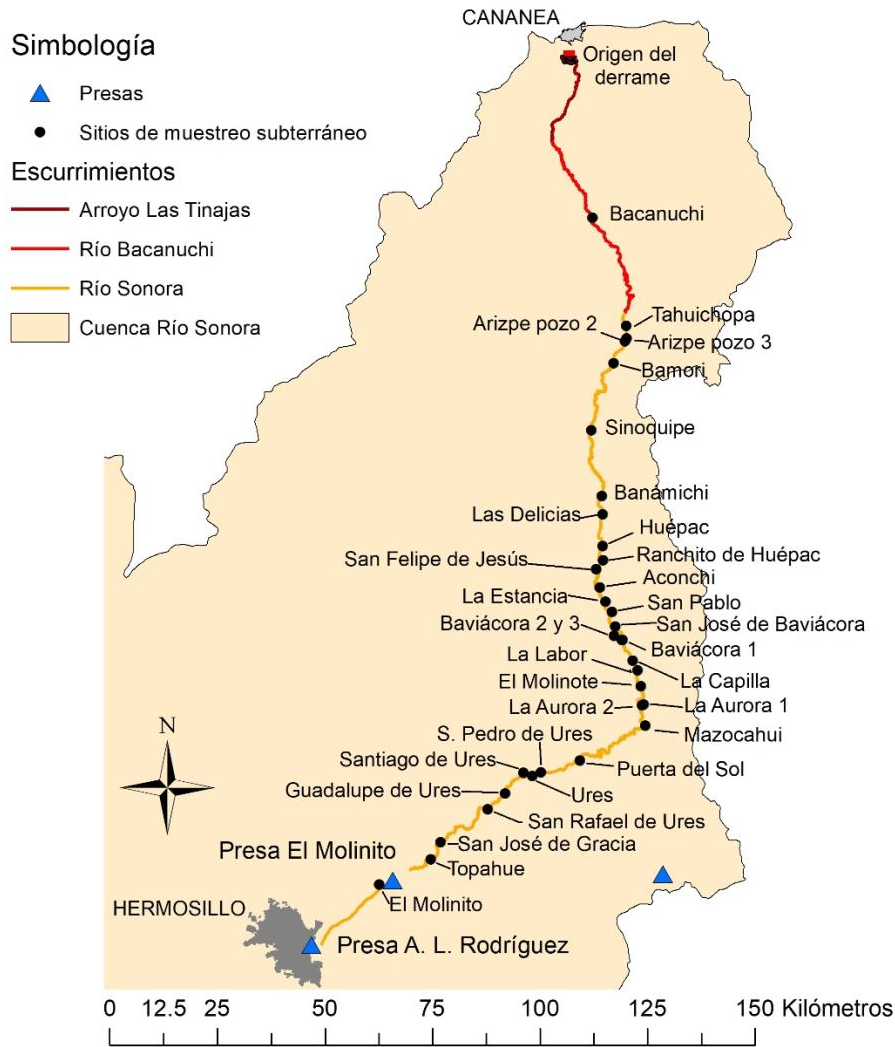 CANANEA
Simbología
Origen del
derrame
Presas
Sitios de muestreo subterráneo
Escurrimientos
Arroyo Las Tinajas
Río Bacanuchi
Río Sonora
Cuenca Río Sonora
Bacanuchi
Tahuichopa
Arizpe pozo 2
Arizpe pozo 3
Bamori
Sinoquipe
Banámichi
Las Delicias
Huépac
Ranchito de Huépac
San Felipe de Jesús
Aconchi
La Estancia
San Pablo
San José de Baviácora
Baviácora 2 y 3
Baviácora 1
La Labor
La Capilla
El Molinote
La Aurora 2
La Aurora 1
Mazocahui
S. Pedro de Ures
Santiago de Ures
Puerta del Sol
Guadalupe de Ures
Ures
San Rafael de Ures
N
San José de Gracia
Presa El Molinito
Topahue
El Molinito
HERMOSILLO
Presa A. L. Rodríguez
0 12.5 25 50 75 100 125 150 Kilómetros